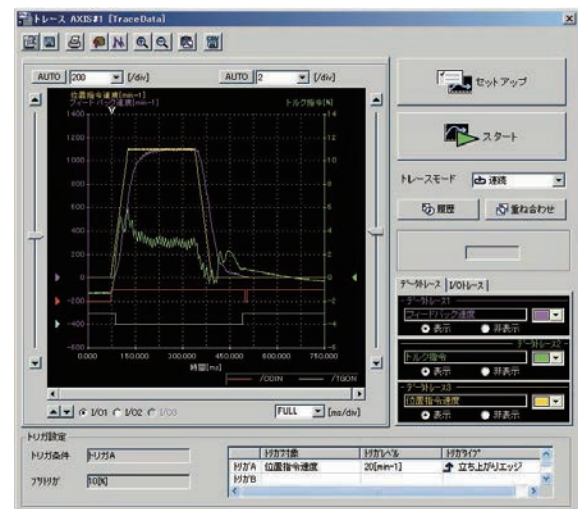 トレース AXIS#1 [TraceData]
AUTO 200 [/div] AUTO 2 [/div]
位置指令速度[min-1]
フィードバック速度[min-1] トルク指令[%]
1400 14
1200 12
1000 10
800 8
600 6
400 4
200 2
0 0
-200 -2
-400 -4
-600 -6
0.000 150.000 300.000 450.000 600.000 750.000
時間[ms]
/COIN /TGON
I/O1 I/O2 I/O3 FULL [ms/div]
セットアップ
スタート
トレースモード 連続
履歴 重ね合わせ
データトレース I/Oトレース
データトレース1
フィードバック速度
表示 非表示
データトレース2
トルク指令
表示 非表示
データトレース3
位置指令速度
表示 非表示
トリガ設定
トリガ条件 トリガA
プリトリガ 10[%]
トリガ対象 トリガレベル トリガタイプ
トリガA 位置指令速度 20[min-1] 立ち上がりエッジ
トリガB